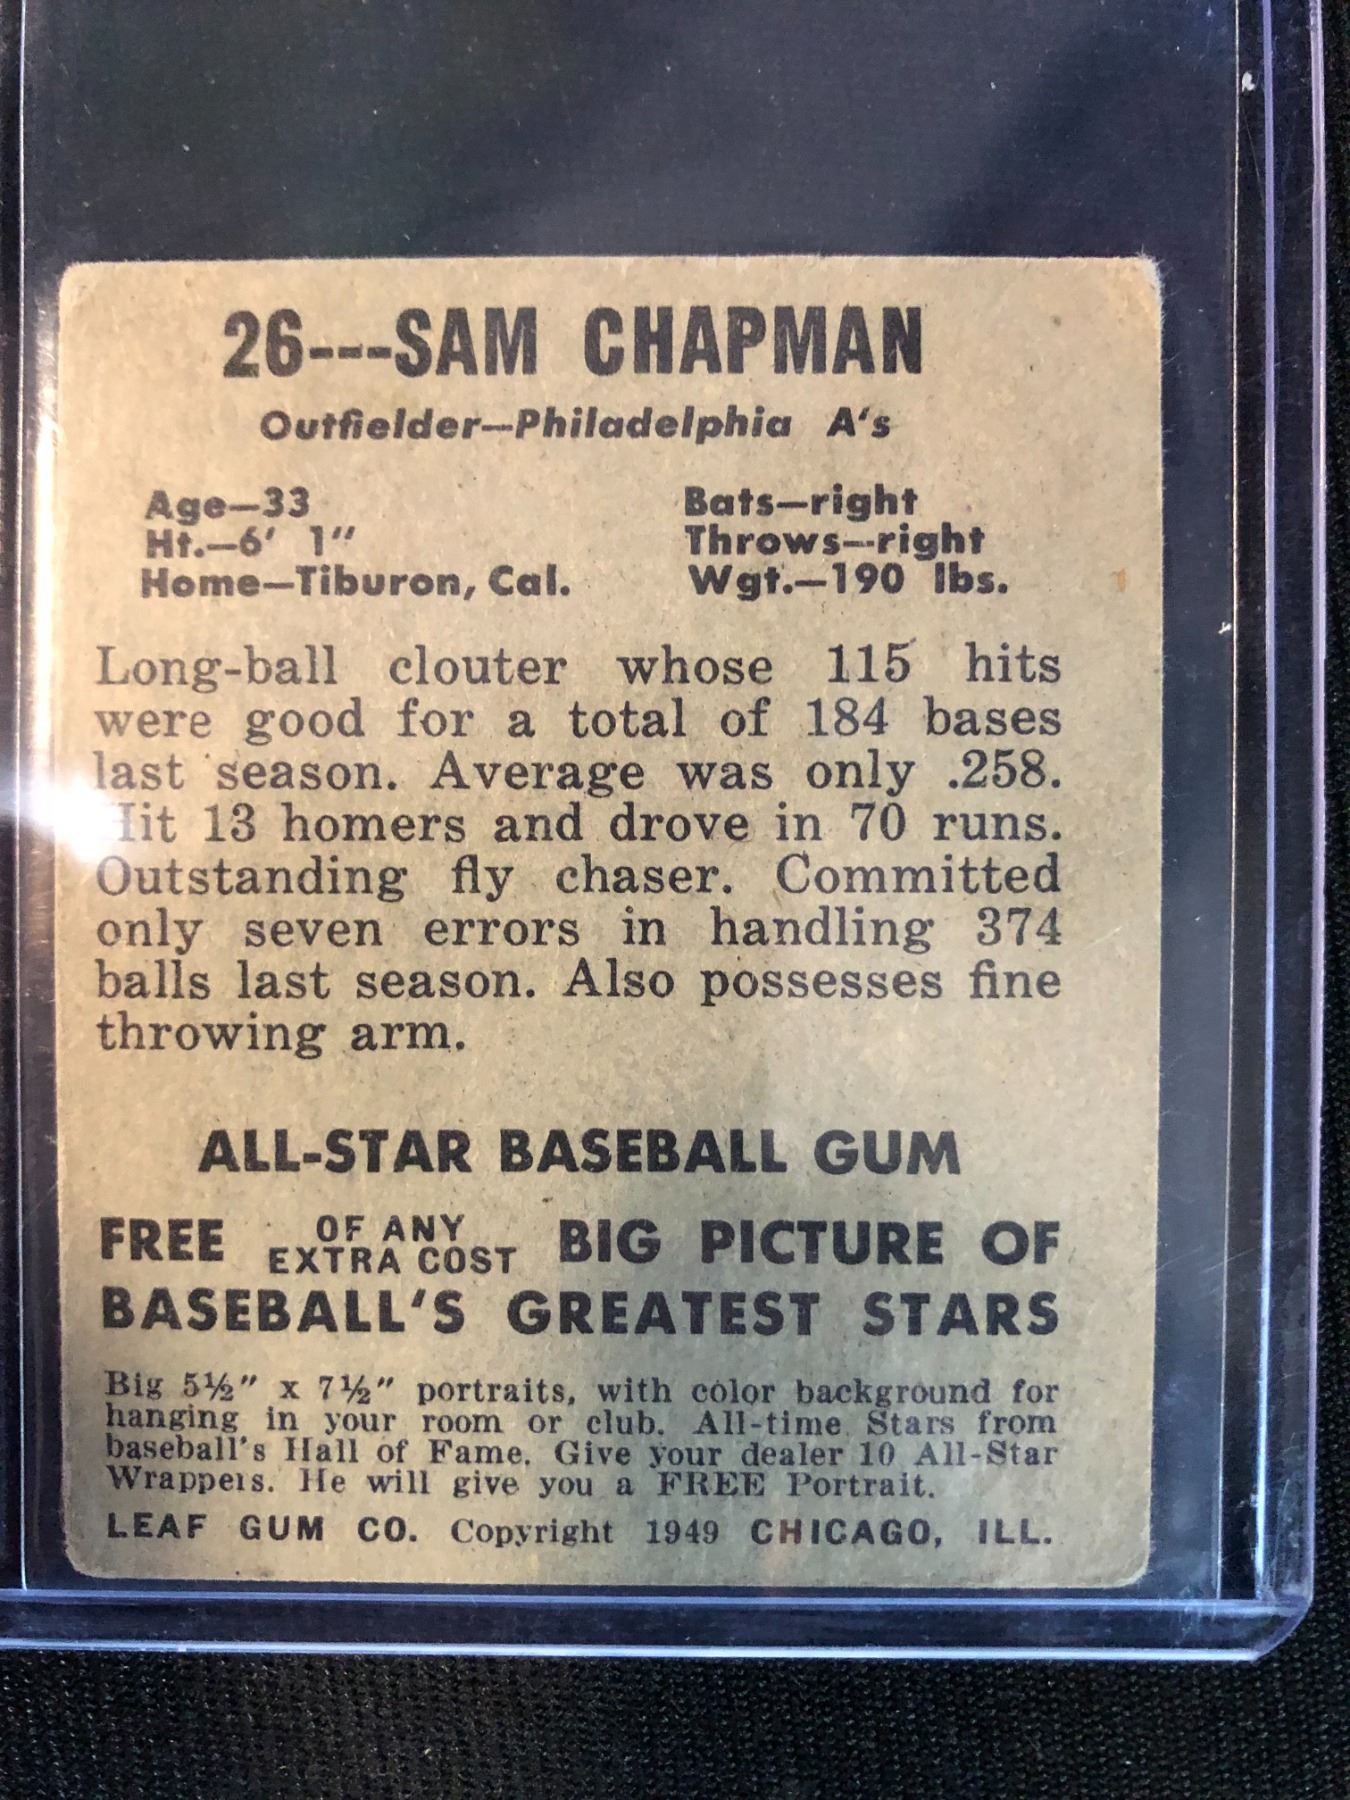 26---SAM CHAPMAN
Outfielder—Philadelphia A's
Age—33 Bats—right
Ht.—6' 1" Throws—right
Home—Tiburon, Cal. Wgt.—190 lbs.
Long-ball clouter whose 115 hits
were good for a total of 184 bases
last season. Average was only .258.
Hit 13 homers and drove in 70 runs.
Outstanding fly chaser. Committed
only seven errors in handling 374
balls last season. Also possesses fine
throwing arm.
ALL-STAR BASEBALL GUM
FREE OF ANY EXTRA COST BIG PICTURE OF
BASEBALL'S GREATEST STARS
Big 5½" x 7½" portraits, with color background for
hanging in your room or club. All-time Stars from
baseball's Hall of Fame. Give your dealer 10 All-Star
Wrappers. He will give you a FREE Portrait.
LEAF GUM CO. Copyright 1949 CHICAGO, ILL.